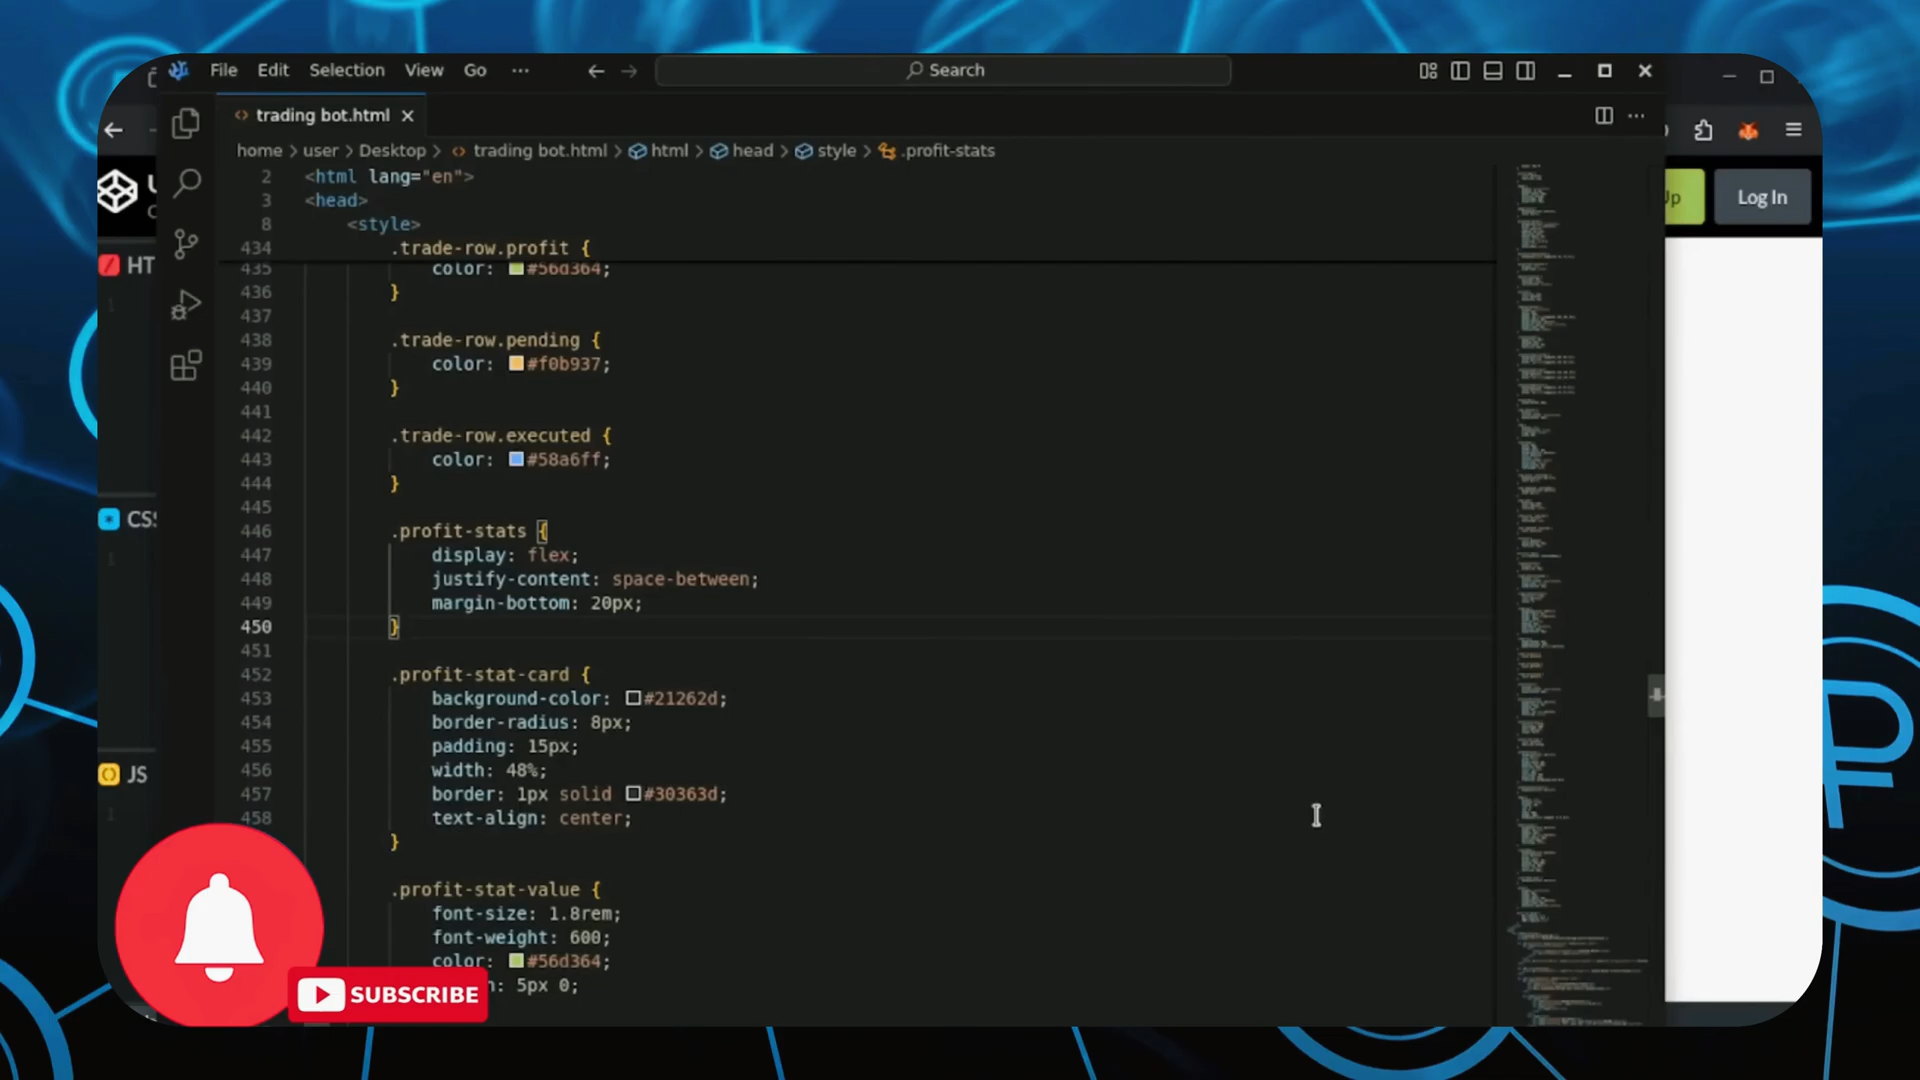 File Edit Selection View Go ...
Search
trading bot.html
home > user > Desktop > trading bot.html > html > head > style > .profit-stats
Log In
HT
CSS
JS
2 <html lang="en">
3 <head>
8 <style>
434 .trade-row.profit {
435 color: #56d364;
436 }
437
438 .trade-row.pending {
439 color: #f0b937;
440 }
441
442 .trade-row.executed {
443 color: #58a6ff;
444 }
445
446 .profit-stats {
447 display: flex;
448 justify-content: space-between;
449 margin-bottom: 20px;
450 }
451
452 .profit-stat-card {
453 background-color: #21262d;
454 border-radius: 8px;
455 padding: 15px;
456 width: 48%;
457 border: 1px solid #30363d;
458 text-align: center;
}
.profit-stat-value {
font-size: 1.8rem;
font-weight: 600;
color: #56d364;
: 5px 0;
SUBSCRIBE